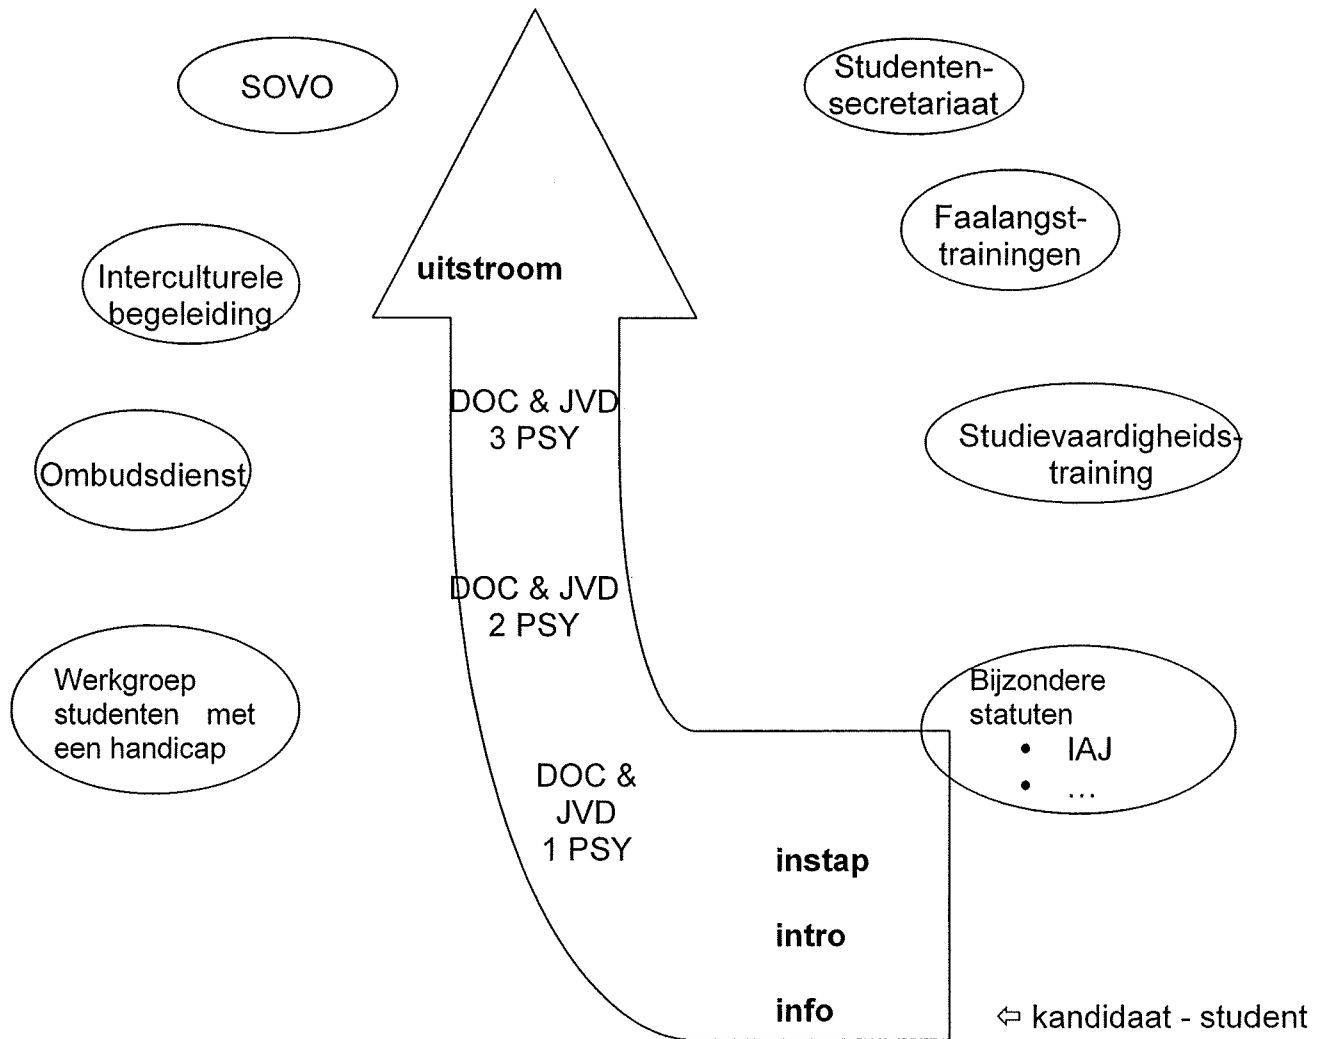 SOVO
Studenten-
secretariaat
Faalangst-
trainingen
uitstroom
Interculturele
begeleiding
DOC & JVD
3 PSY
Studievaardigheids-
training
Ombudsdienst
DOC & JVD
2 PSY
Werkgroep
studenten met
een handicap
Bijzondere
statuten
• IAJ
• ...
DOC &
JVD
1 PSY
instap
intro
info
⇦ kandidaat - student